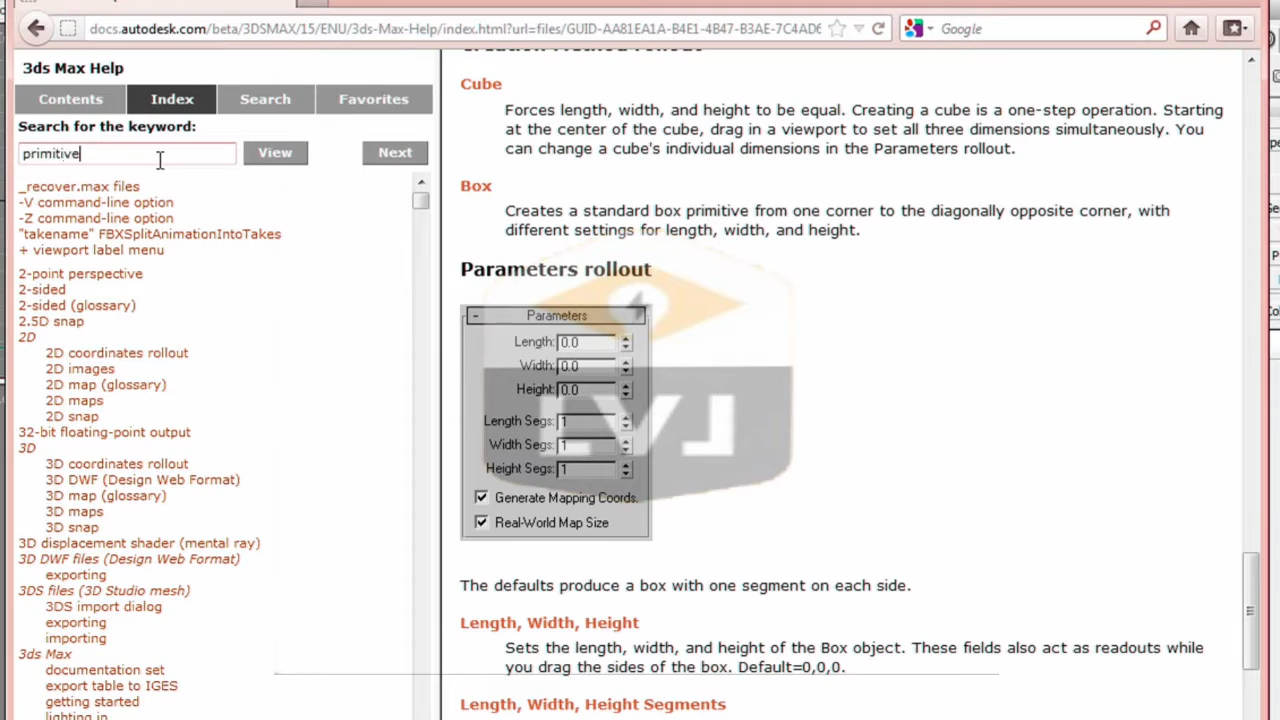 docs.autodesk.com/beta/3DSMAX/15/ENU/3ds-Max-Help/index.html?url=files/GUID-AA81EA1A-B4E1-4B47-B3AE-7C4AD6
Google
3ds Max Help
Contents
Index
Search
Favorites
Search for the keyword:
primitive
View
Next
_recover.max files
-V command-line option
-Z command-line option
"takename" FBXSplitAnimationIntoTakes
+ viewport label menu
2-point perspective
2-sided
2-sided (glossary)
2.5D snap
2D
2D coordinates rollout
2D images
2D map (glossary)
2D maps
2D snap
32-bit floating-point output
3D
3D coordinates rollout
3D DWF (Design Web Format)
3D map (glossary)
3D maps
3D snap
3D displacement shader (mental ray)
3D DWF files (Design Web Format)
exporting
3DS files (3D Studio mesh)
3DS import dialog
exporting
importing
3ds Max
documentation set
export table to IGES
getting started
lighting in
Creation Method rollout
Cube
Forces length, width, and height to be equal. Creating a cube is a one-step operation. Starting
at the center of the cube, drag in a viewport to set all three dimensions simultaneously. You
can change a cube's individual dimensions in the Parameters rollout.
Box
Creates a standard box primitive from one corner to the diagonally opposite corner, with
different settings for length, width, and height.
Parameters rollout
- Parameters
Length: 0.0
Width: 0.0
Height: 0.0
Length Segs: 1
Width Segs: 1
Height Segs: 1
Generate Mapping Coords.
Real-World Map Size
The defaults produce a box with one segment on each side.
Length, Width, Height
Sets the length, width, and height of the Box object. These fields also act as readouts while
you drag the sides of the box. Default=0,0,0.
Length, Width, Height Segments